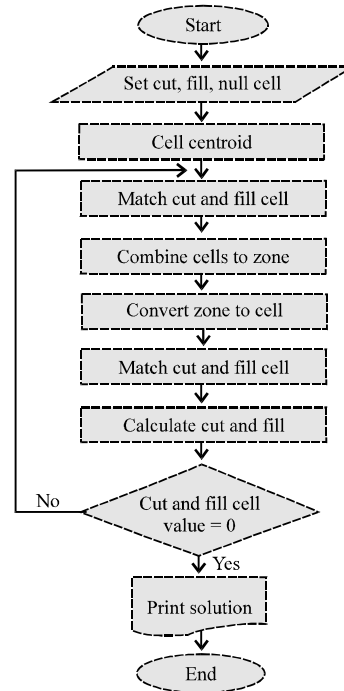 Start
Set cut, fill, null cell
Cell centroid
Match cut and fill cell
Combine cells to zone
Convert zone to cell
Match cut and fill cell
Calculate cut and fill
Cut and fill cell
value = 0
No
Yes
Print solution
End